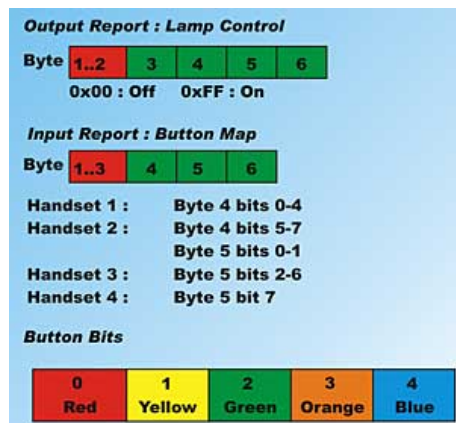 Output Report : Lamp Control
Byte 1..2 3 4 5 6
0x00 : Off 0xFF : On
Input Report : Button Map
Byte 1..3 4 5 6
Handset 1 : Byte 4 bits 0-4
Handset 2 : Byte 4 bits 5-7
Byte 5 bits 0-1
Handset 3 : Byte 5 bits 2-6
Handset 4 : Byte 5 bit 7
Button Bits
0 1 2 3 4
Red Yellow Green Orange Blue